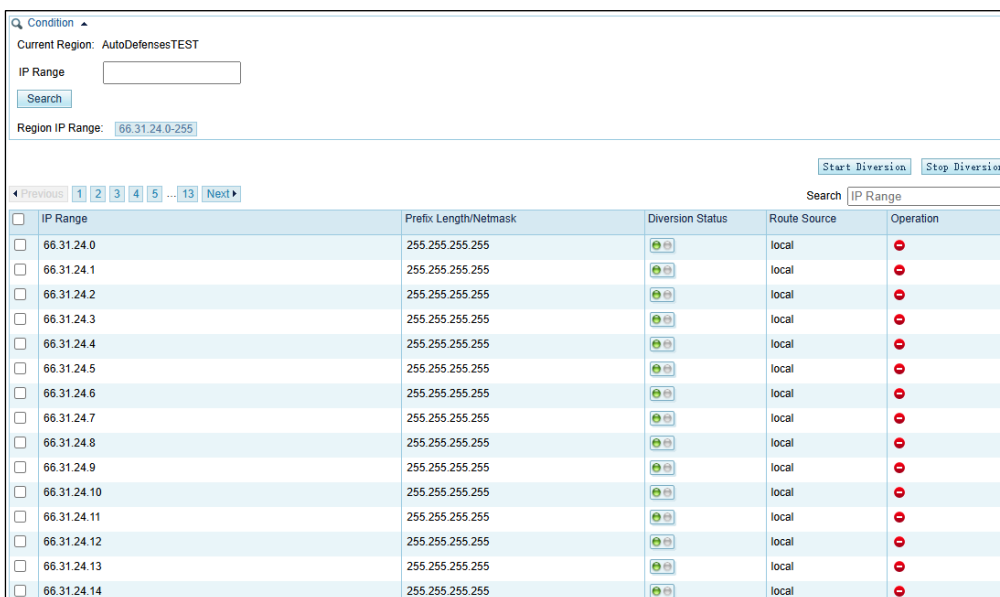 Condition
Current Region: AutoDefensesTEST
IP Range
Search
Region IP Range: 66.31.24.0-255
Start Diversion Stop Diversion
Previous 1 2 3 4 5 ... 13 Next Search IP Range
IP Range Prefix Length/Netmask Diversion Status Route Source Operation
66.31.24.0 255.255.255.255 local
66.31.24.1 255.255.255.255 local
66.31.24.2 255.255.255.255 local
66.31.24.3 255.255.255.255 local
66.31.24.4 255.255.255.255 local
66.31.24.5 255.255.255.255 local
66.31.24.6 255.255.255.255 local
66.31.24.7 255.255.255.255 local
66.31.24.8 255.255.255.255 local
66.31.24.9 255.255.255.255 local
66.31.24.10 255.255.255.255 local
66.31.24.11 255.255.255.255 local
66.31.24.12 255.255.255.255 local
66.31.24.13 255.255.255.255 local
66.31.24.14 255.255.255.255 local